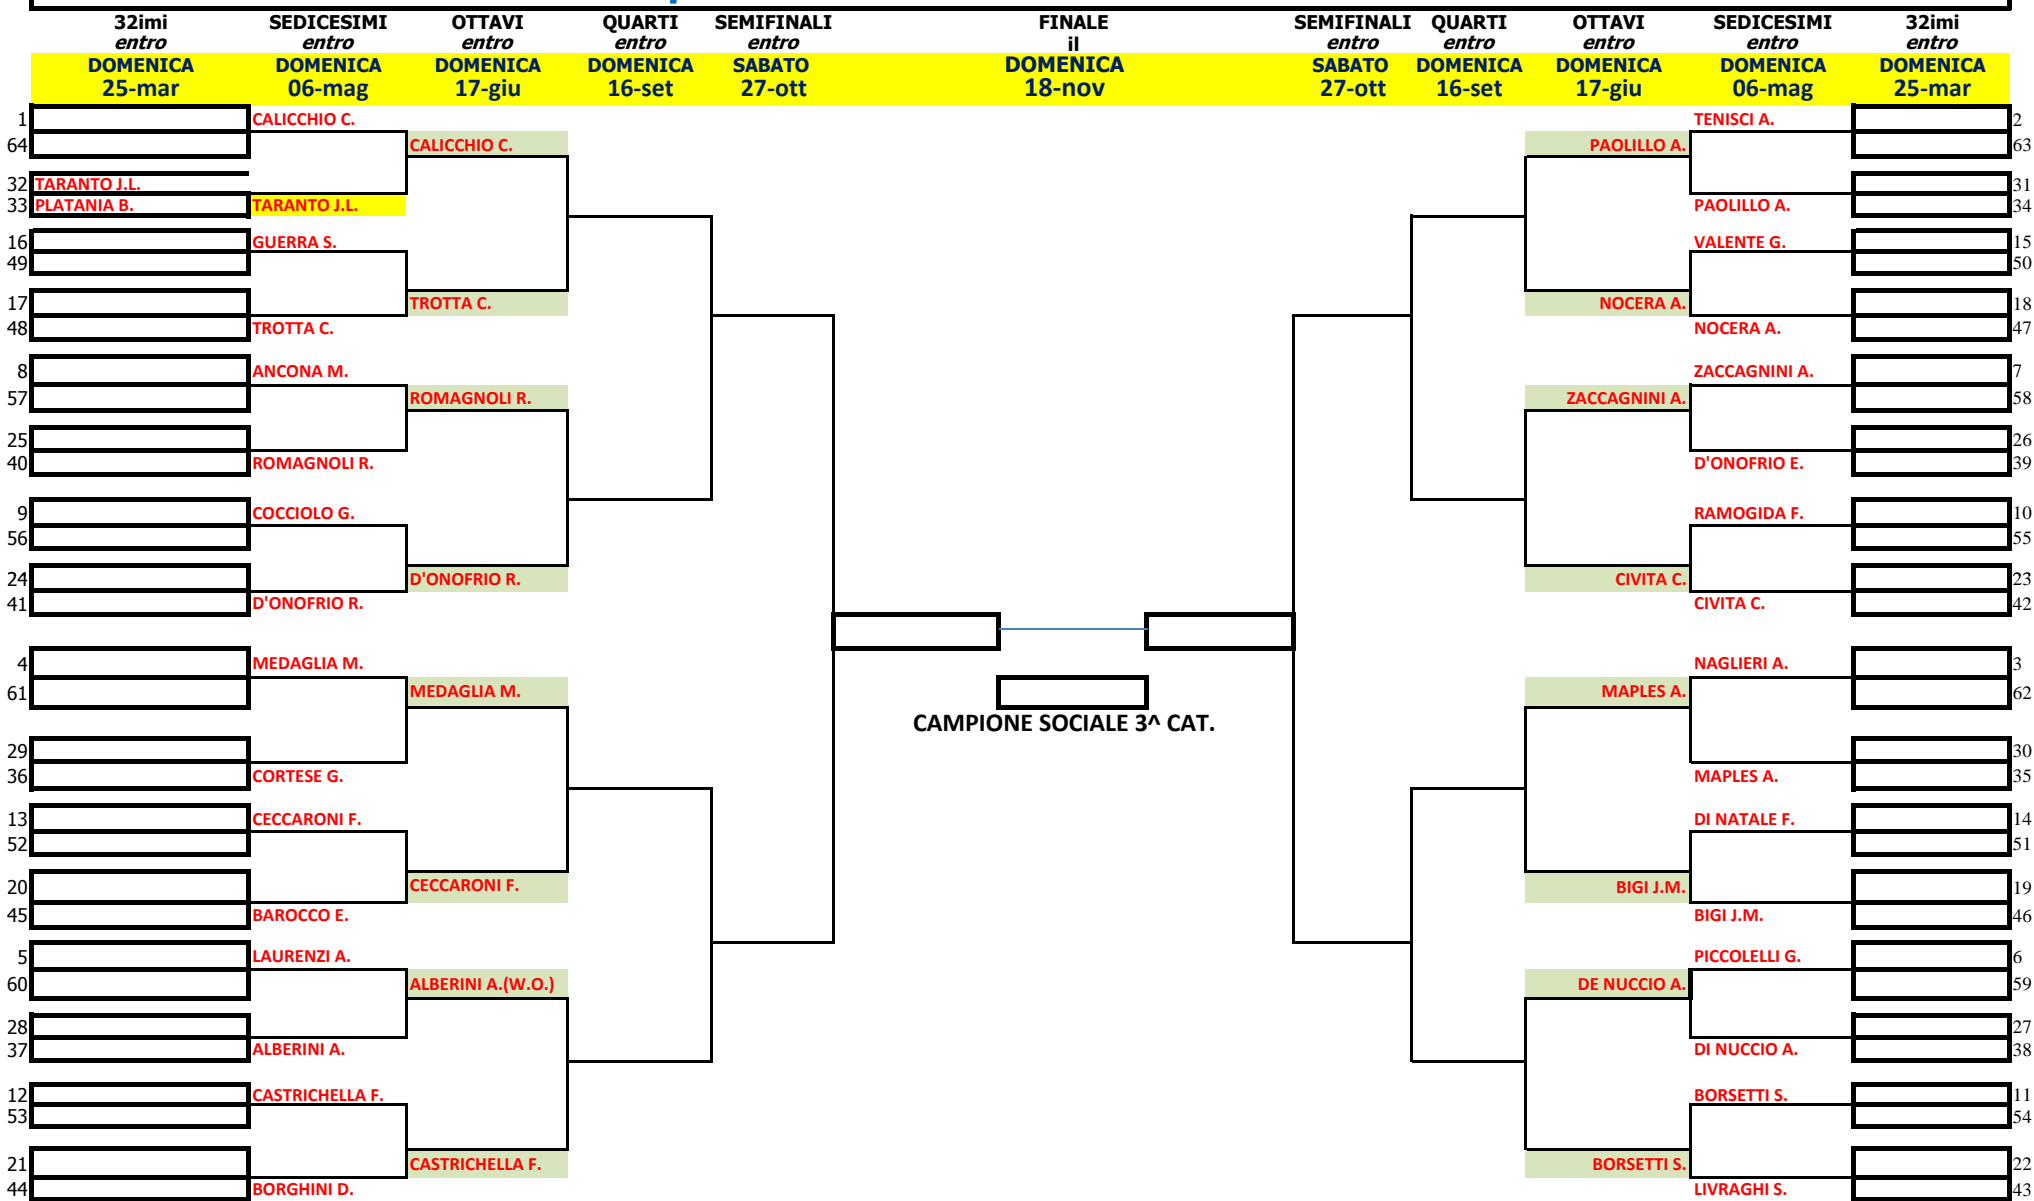 32imi SEDICESIMI OTTAVI QUARTI SEMIFINALI FINALE SEMIFINALI QUARTI OTTAVI SEDICESIMI 32imi
entro entro entro entro entro il entro entro entro entro entro
DOMENICA DOMENICA DOMENICA DOMENICA SABATO DOMENICA SABATO DOMENICA DOMENICA DOMENICA DOMENICA
25-mar 06-mag 17-giu 16-set 27-ott 18-nov 27-ott 16-set 17-giu 06-mag 25-mar
1 CALICCHIO C. TENISCI A. 2
64 CALICCHIO C. PAOLILLO A. 63
32 TARANTO J.L. 31
33 PLATANIA B. TARANTO J.L. PAOLILLO A. 34
16 GUERRA S. VALENTE G. 15
49 50
17 TROTTA C. NOCERA A. 18
48 TROTTA C. NOCERA A. 47
8 ANCONA M. ZACCAGNINI A. 7
57 ROMAGNOLI R. ZACCAGNINI A. 58
25 26
40 ROMAGNOLI R. D'ONOFRIO E. 39
9 COCCIOLO G. RAMOGIDA F. 10
56 55
24 D'ONOFRIO R. CIVITA C. 23
41 D'ONOFRIO R. CIVITA C. 42
4 MEDAGLIA M. NAGLIERI A. 3
61 MEDAGLIA M. MAPLES A. 62
CAMPIONE SOCIALE 3^ CAT.
29 30
36 CORTESE G. MAPLES A. 35
13 CECCARONI F. DI NATALE F. 14
52 51
20 CECCARONI F. BIGI J.M. 19
45 BAROCCO E. BIGI J.M. 46
5 LAURENZI A. PICCOLELLI G. 6
60 ALBERINI A.(W.O.) DE NUCCIO A. 59
28 27
37 ALBERINI A. DI NUCCIO A. 38
12 CASTRICHELLA F. BORSETTI S. 11
53 54
21 CASTRICHELLA F. BORSETTI S. 22
44 BORGHINI D. LIVRAGHI S. 43